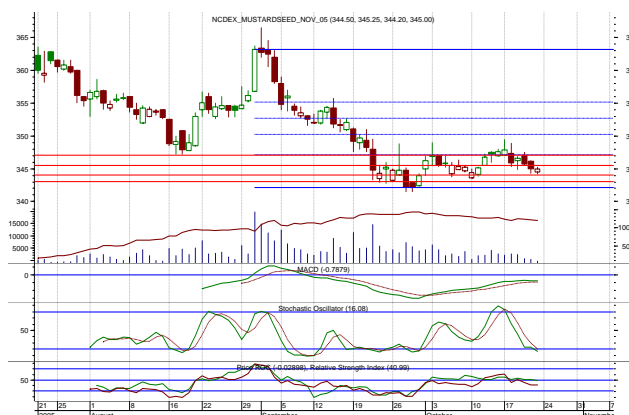 NCDEX_MUSTARDSEED_NOV_05 (344.50, 345.25, 344.20, 345.00)
365
360
355
350
345
340
15000
10000
5000
MACD (-0.7879)
0
Stochastic Oscillator (16.08)
50
Price ROC (-0.02898), Relative Strength Index (40.99)
50
21 25 1 8 16 22 29 5 12 19 26 3 10 17 24 31 7
2005 August September October November